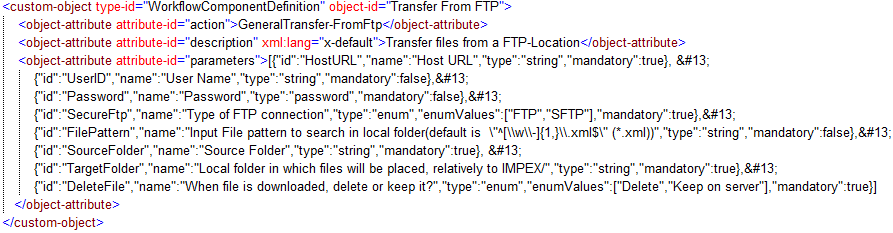 <custom-object type-id="WorkflowComponentDefinition" object-id="Transfer From FTP">
<object-attribute attribute-id="action">GeneralTransfer-FromFtp</object-attribute>
<object-attribute attribute-id="description" xml:lang="x-default">Transfer files from a FTP-Location</object-attribute>
<object-attribute attribute-id="parameters">[{"id":"HostURL","name":"Host URL","type":"string","mandatory":true}, &#13;
{"id":"UserID","name":"User Name","type":"string","mandatory":false},&#13;
{"id":"Password","name":"Password","type":"password","mandatory":false},&#13;
{"id":"SecureFtp","name":"Type of FTP connection","type":"enum","enumValues":["FTP","SFTP"],"mandatory":true},&#13;
{"id":"FilePattern","name":"Input File pattern to search in local folder(default is  \"^[\\w\\-]{1,}\\.xml$\" (*.xml))","type":"string","mandatory":false},&#13;
{"id":"SourceFolder","name":"Source Folder","type":"string","mandatory":true}, &#13;
{"id":"TargetFolder","name":"Local folder in which files will be placed, relatively to IMPEX/","type":"string","mandatory":true},&#13;
{"id":"DeleteFile","name":"When file is downloaded, delete or keep it?","type":"enum","enumValues":["Delete","Keep on server"],"mandatory":true}]
</object-attribute>
</custom-object>